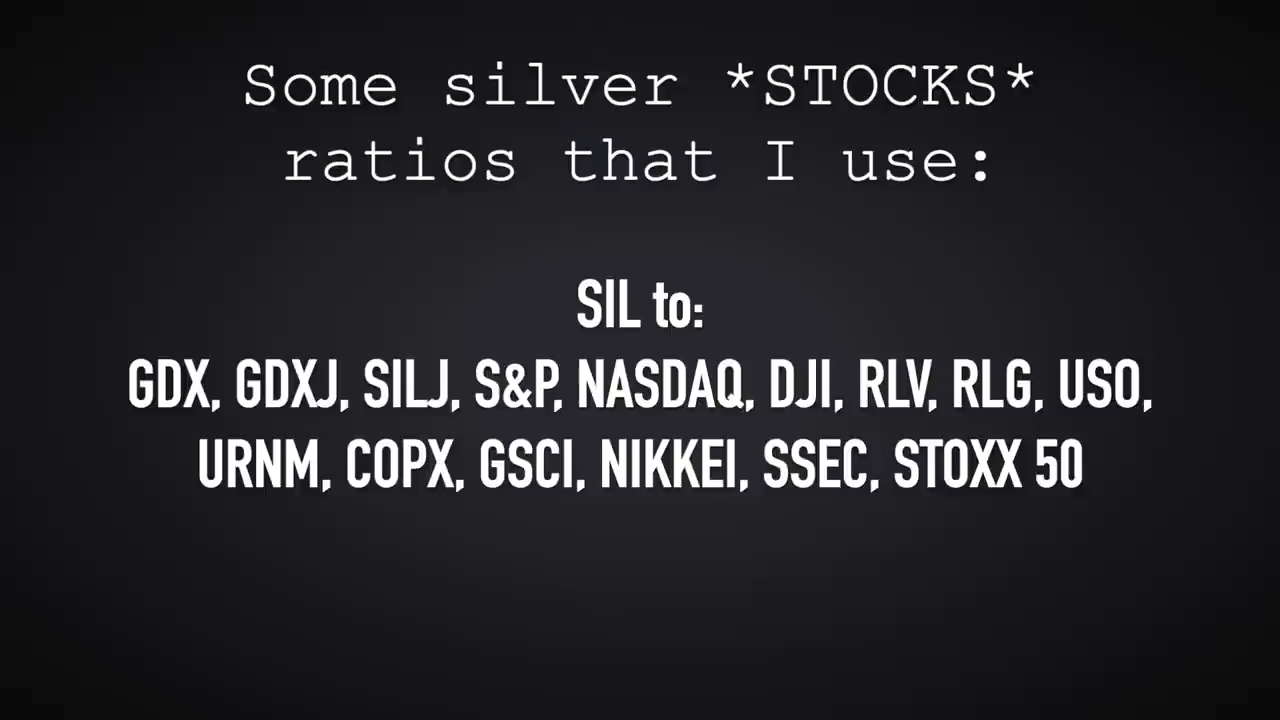 Some silver *STOCKS*
ratios that I use:
SIL to:
GDX, GDXJ, SILJ, S&P, NASDAQ, DJI, RLV, RLG, USO,
URNM, COPX, GSCI, NIKKEI, SSEC, STOXX 50